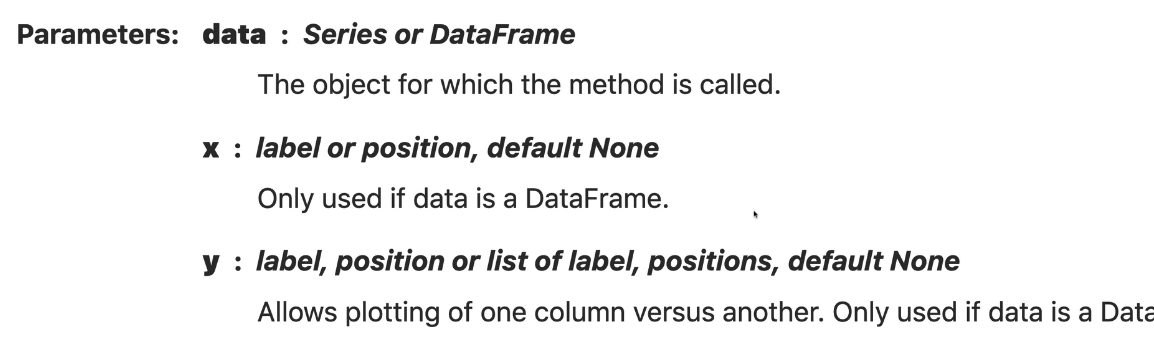 Parameters: data : Series or DataFrame
The object for which the method is called.
x : label or position, default None
Only used if data is a DataFrame.
y : label, position or list of label, positions, default None
Allows plotting of one column versus another. Only used if data is a Data